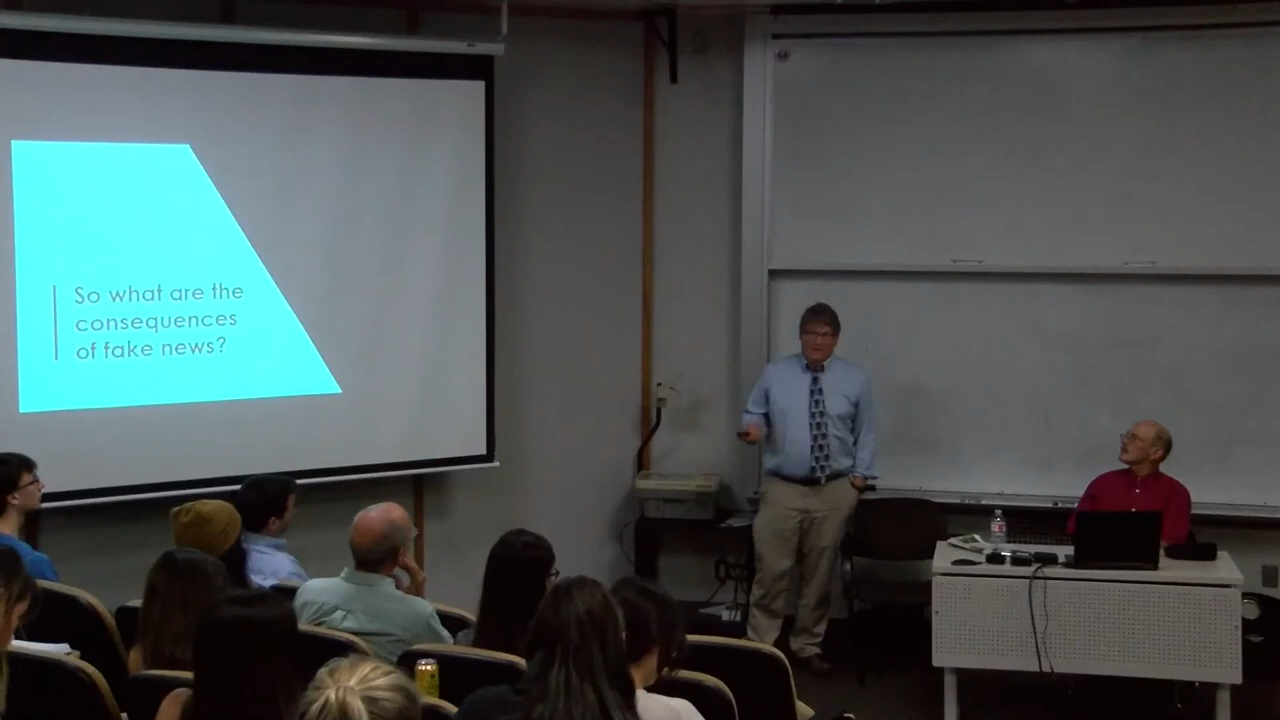 So what are the
consequences
of fake news?